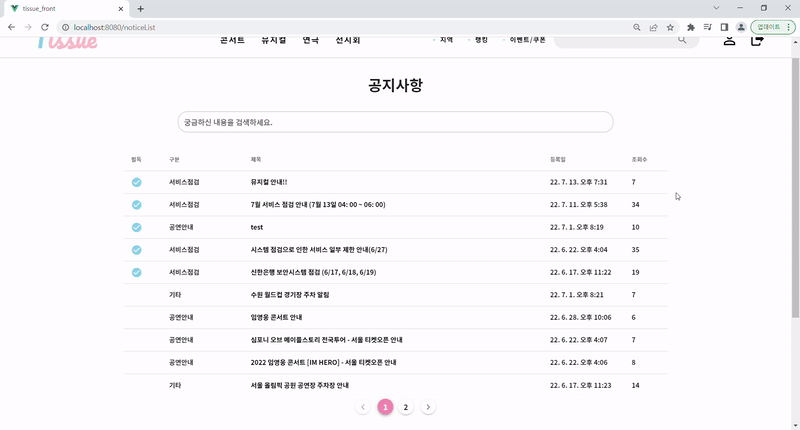 tissue_front
localhost:8080/noticeList
업데이트
Tissue
콘서트 뮤지컬 연극 전시회 지역 랭킹 이벤트/쿠폰
공지사항
궁금하신 내용을 검색하세요.
필독 구분 제목 등록일 조회수
서비스점검 뮤지컬 안내!! 22. 7. 13. 오후 7:31 7
서비스점검 7월 서비스 점검 안내 (7월 13일 04: 00 ~ 06: 00) 22. 7. 11. 오후 5:38 34
공연안내 test 22. 7. 1. 오후 8:19 10
서비스점검 시스템 점검으로 인한 서비스 일부 제한 안내(6/27) 22. 6. 22. 오후 4:04 35
서비스점검 신한은행 보안시스템 점검 (6/17, 6/18, 6/19) 22. 6. 17. 오후 11:22 19
기타 수원 월드컵 경기장 주차 알림 22. 7. 1. 오후 8:21 7
공연안내 임영웅 콘서트 안내 22. 6. 28. 오후 10:06 6
공연안내 심포니 오브 메이플스토리 전국투어 - 서울 티켓오픈 안내 22. 6. 22. 오후 4:07 7
공연안내 2022 임영웅 콘서트 [IM HERO] - 서울 티켓오픈 안내 22. 6. 22. 오후 4:06 8
기타 서울 올림픽 공원 공연장 주차장 안내 22. 6. 17. 오후 11:23 14
1 2